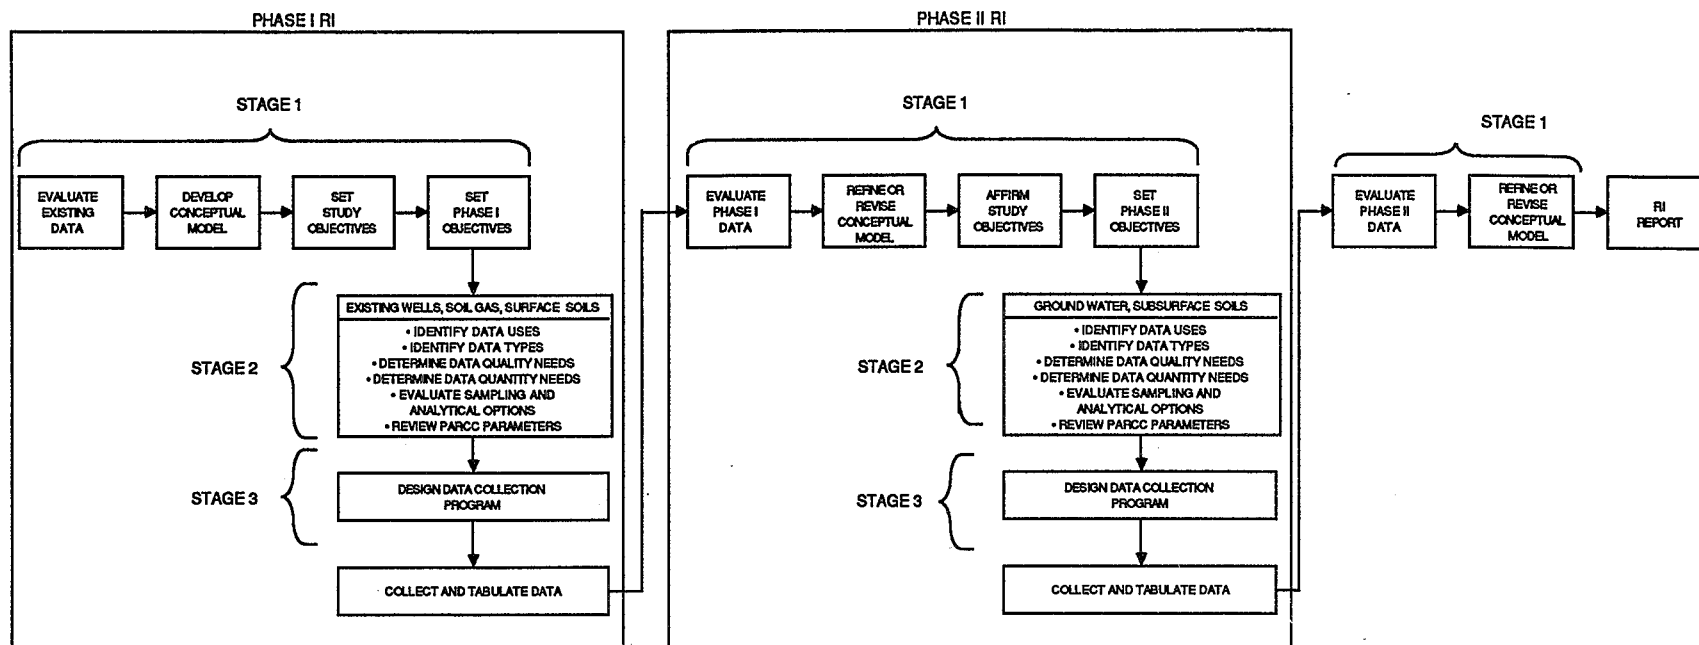 PHASE I RI
STAGE 1
EVALUATE
EXISTING
DATA
DEVELOP
CONCEPTUAL
MODEL
SET
STUDY
OBJECTIVES
SET
PHASE I
OBJECTIVES
STAGE 2
EXISTING WELLS, SOIL GAS, SURFACE SOILS
• IDENTIFY DATA USES
• IDENTIFY DATA TYPES
• DETERMINE DATA QUALITY NEEDS
• DETERMINE DATA QUANTITY NEEDS
• EVALUATE SAMPLING AND
ANALYTICAL OPTIONS
• REVIEW PARCC PARAMETERS
STAGE 3
DESIGN DATA COLLECTION
PROGRAM
COLLECT AND TABULATE DATA
PHASE II RI
STAGE 1
EVALUATE
PHASE I
DATA
REFINE OR
REVISE
CONCEPTUAL
MODEL
AFFIRM
STUDY
OBJECTIVES
SET
PHASE II
OBJECTIVES
STAGE 2
GROUND WATER, SUBSURFACE SOILS
• IDENTIFY DATA USES
• IDENTIFY DATA TYPES
• DETERMINE DATA QUALITY NEEDS
• DETERMINE DATA QUANTITY NEEDS
• EVALUATE SAMPLING AND
ANALYTICAL OPTIONS
• REVIEW PARCC PARAMETERS
STAGE 3
DESIGN DATA COLLECTION
PROGRAM
COLLECT AND TABULATE DATA
STAGE 1
EVALUATE
PHASE II
DATA
REFINE OR
REVISE
CONCEPTUAL
MODEL
RI
REPORT